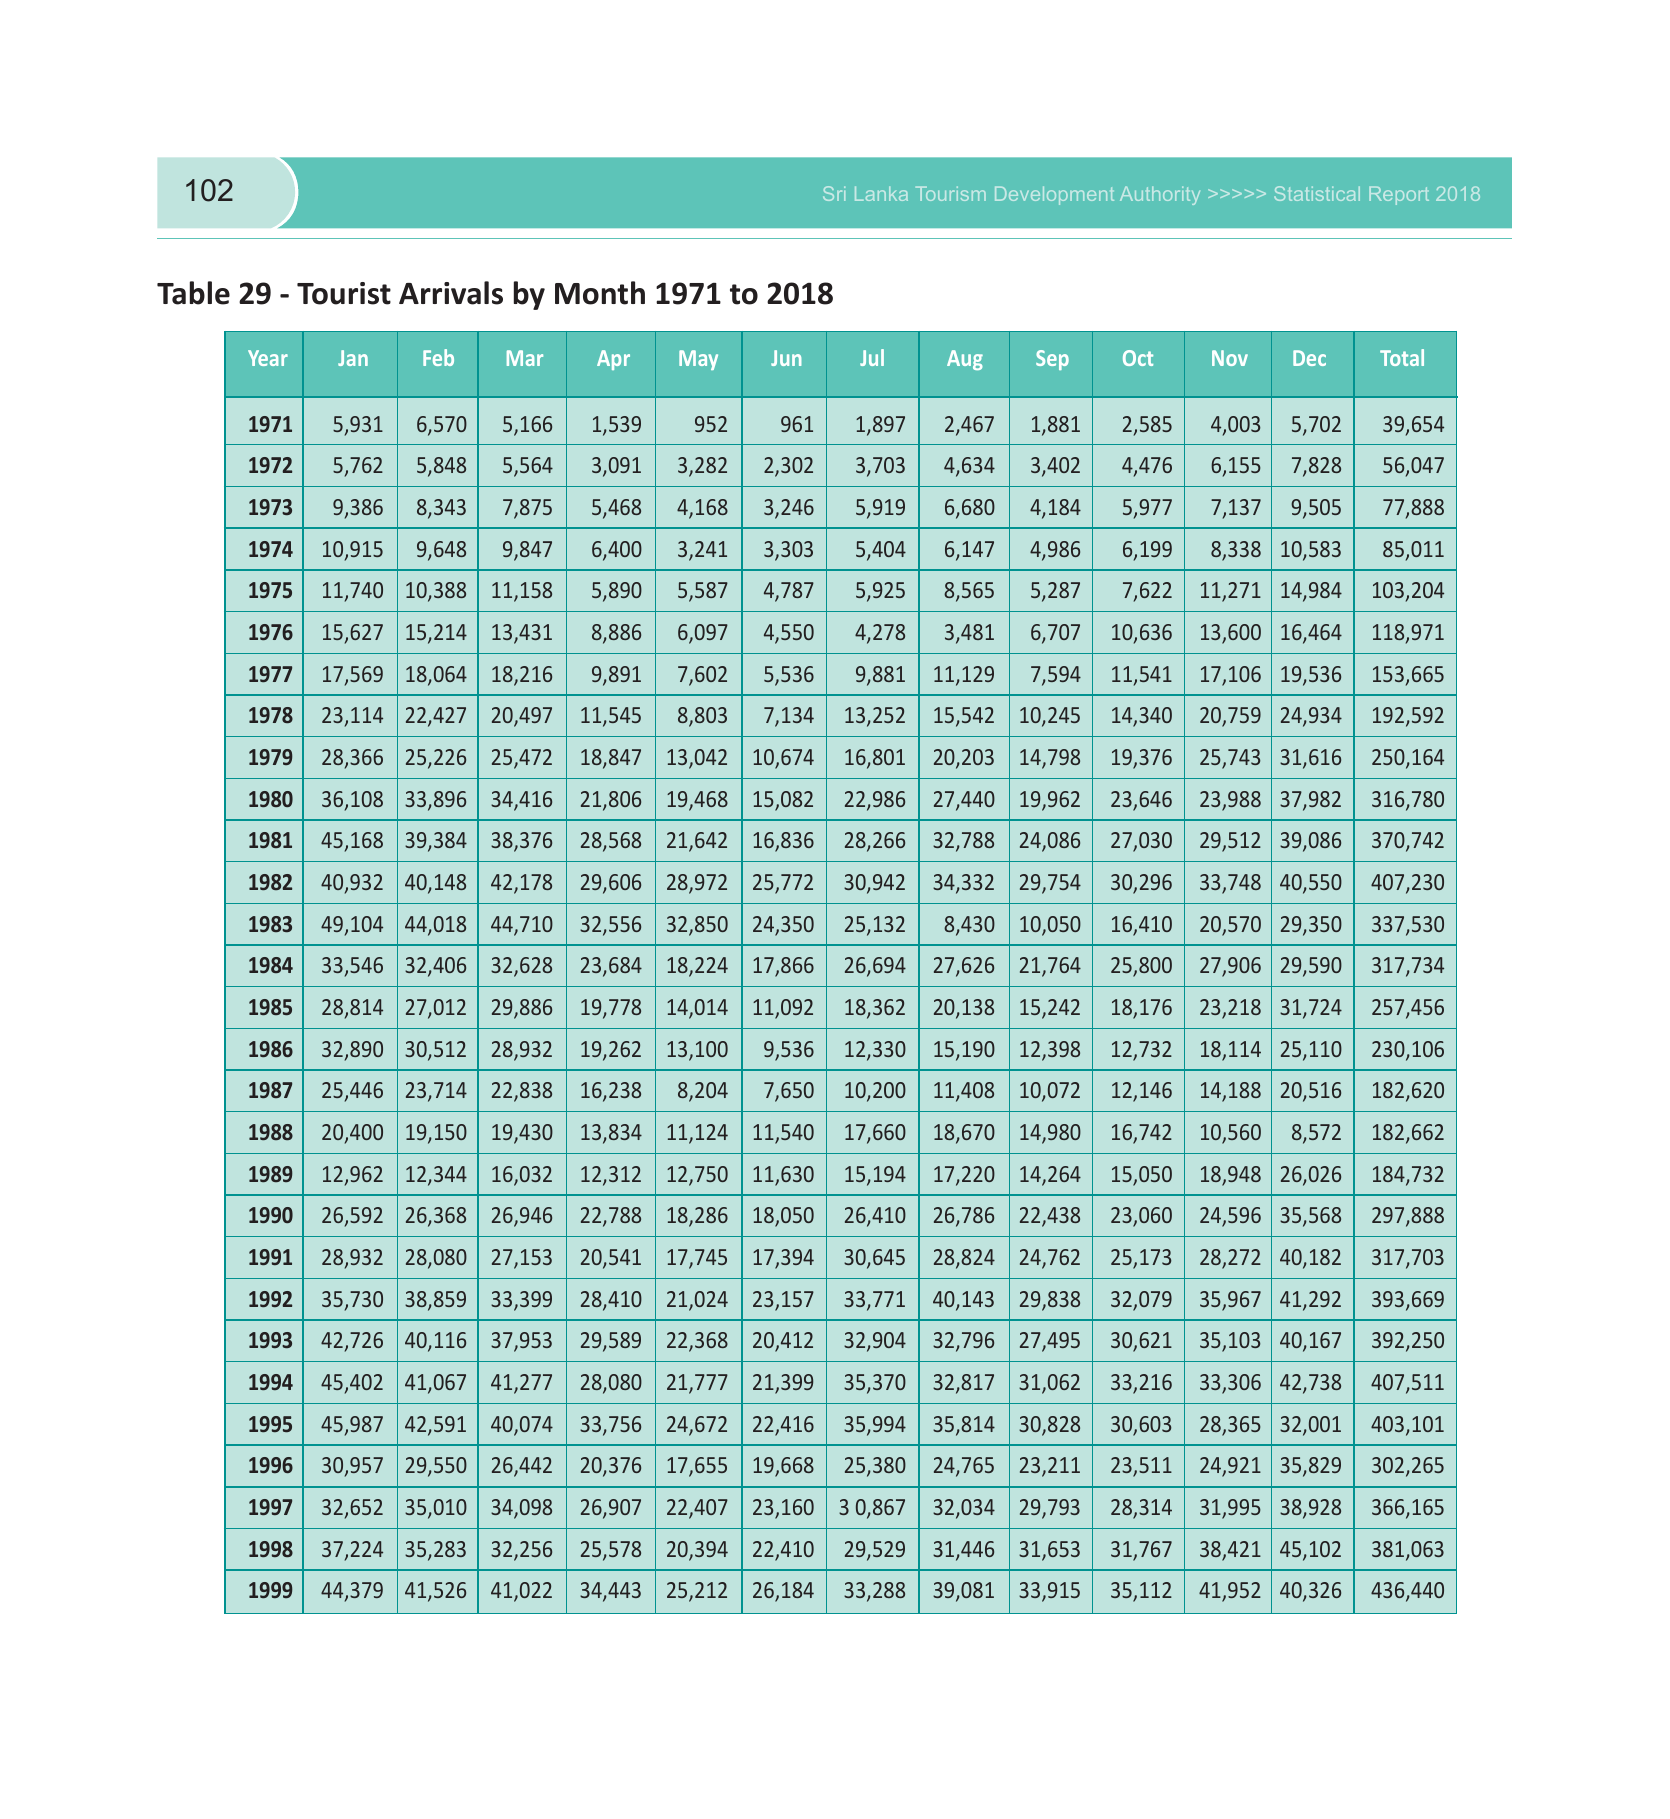 102
Sri Lanka Tourism Development Authority >>>>> Statistical Report 2018
Table 29 - Tourist Arrivals by Month 1971 to 2018
Year Jan Feb Mar Apr May Jun Jul Aug Sep Oct Nov Dec Total
1971 5,931 6,570 5,166 1,539 952 961 1,897 2,467 1,881 2,585 4,003 5,702 39,654
1972 5,762 5,848 5,564 3,091 3,282 2,302 3,703 4,634 3,402 4,476 6,155 7,828 56,047
1973 9,386 8,343 7,875 5,468 4,168 3,246 5,919 6,680 4,184 5,977 7,137 9,505 77,888
1974 10,915 9,648 9,847 6,400 3,241 3,303 5,404 6,147 4,986 6,199 8,338 10,583 85,011
1975 11,740 10,388 11,158 5,890 5,587 4,787 5,925 8,565 5,287 7,622 11,271 14,984 103,204
1976 15,627 15,214 13,431 8,886 6,097 4,550 4,278 3,481 6,707 10,636 13,600 16,464 118,971
1977 17,569 18,064 18,216 9,891 7,602 5,536 9,881 11,129 7,594 11,541 17,106 19,536 153,665
1978 23,114 22,427 20,497 11,545 8,803 7,134 13,252 15,542 10,245 14,340 20,759 24,934 192,592
1979 28,366 25,226 25,472 18,847 13,042 10,674 16,801 20,203 14,798 19,376 25,743 31,616 250,164
1980 36,108 33,896 34,416 21,806 19,468 15,082 22,986 27,440 19,962 23,646 23,988 37,982 316,780
1981 45,168 39,384 38,376 28,568 21,642 16,836 28,266 32,788 24,086 27,030 29,512 39,086 370,742
1982 40,932 40,148 42,178 29,606 28,972 25,772 30,942 34,332 29,754 30,296 33,748 40,550 407,230
1983 49,104 44,018 44,710 32,556 32,850 24,350 25,132 8,430 10,050 16,410 20,570 29,350 337,530
1984 33,546 32,406 32,628 23,684 18,224 17,866 26,694 27,626 21,764 25,800 27,906 29,590 317,734
1985 28,814 27,012 29,886 19,778 14,014 11,092 18,362 20,138 15,242 18,176 23,218 31,724 257,456
1986 32,890 30,512 28,932 19,262 13,100 9,536 12,330 15,190 12,398 12,732 18,114 25,110 230,106
1987 25,446 23,714 22,838 16,238 8,204 7,650 10,200 11,408 10,072 12,146 14,188 20,516 182,620
1988 20,400 19,150 19,430 13,834 11,124 11,540 17,660 18,670 14,980 16,742 10,560 8,572 182,662
1989 12,962 12,344 16,032 12,312 12,750 11,630 15,194 17,220 14,264 15,050 18,948 26,026 184,732
1990 26,592 26,368 26,946 22,788 18,286 18,050 26,410 26,786 22,438 23,060 24,596 35,568 297,888
1991 28,932 28,080 27,153 20,541 17,745 17,394 30,645 28,824 24,762 25,173 28,272 40,182 317,703
1992 35,730 38,859 33,399 28,410 21,024 23,157 33,771 40,143 29,838 32,079 35,967 41,292 393,669
1993 42,726 40,116 37,953 29,589 22,368 20,412 32,904 32,796 27,495 30,621 35,103 40,167 392,250
1994 45,402 41,067 41,277 28,080 21,777 21,399 35,370 32,817 31,062 33,216 33,306 42,738 407,511
1995 45,987 42,591 40,074 33,756 24,672 22,416 35,994 35,814 30,828 30,603 28,365 32,001 403,101
1996 30,957 29,550 26,442 20,376 17,655 19,668 25,380 24,765 23,211 23,511 24,921 35,829 302,265
1997 32,652 35,010 34,098 26,907 22,407 23,160 3 0,867 32,034 29,793 28,314 31,995 38,928 366,165
1998 37,224 35,283 32,256 25,578 20,394 22,410 29,529 31,446 31,653 31,767 38,421 45,102 381,063
1999 44,379 41,526 41,022 34,443 25,212 26,184 33,288 39,081 33,915 35,112 41,952 40,326 436,440